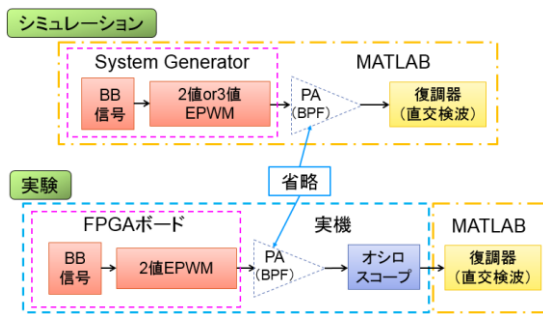 シミュレーション
System Generator
MATLAB
BB
信号
2値or3値
EPWM
PA
(BPF)
復調器
(直交検波)
省略
実験
FPGAボード
実機
MATLAB
BB
信号
2値EPWM
PA
(BPF)
オシロ
スコープ
復調器
(直交検波)